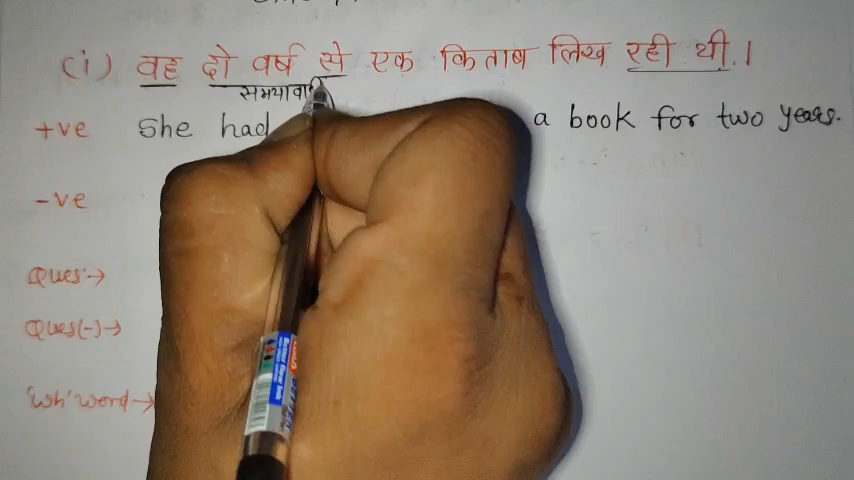 (i) वह दो वर्ष से एक किताब लिख रही थी।
+ve She had a book for two years.
-ve
Ques:→
Ques(-)→
'Wh' word→